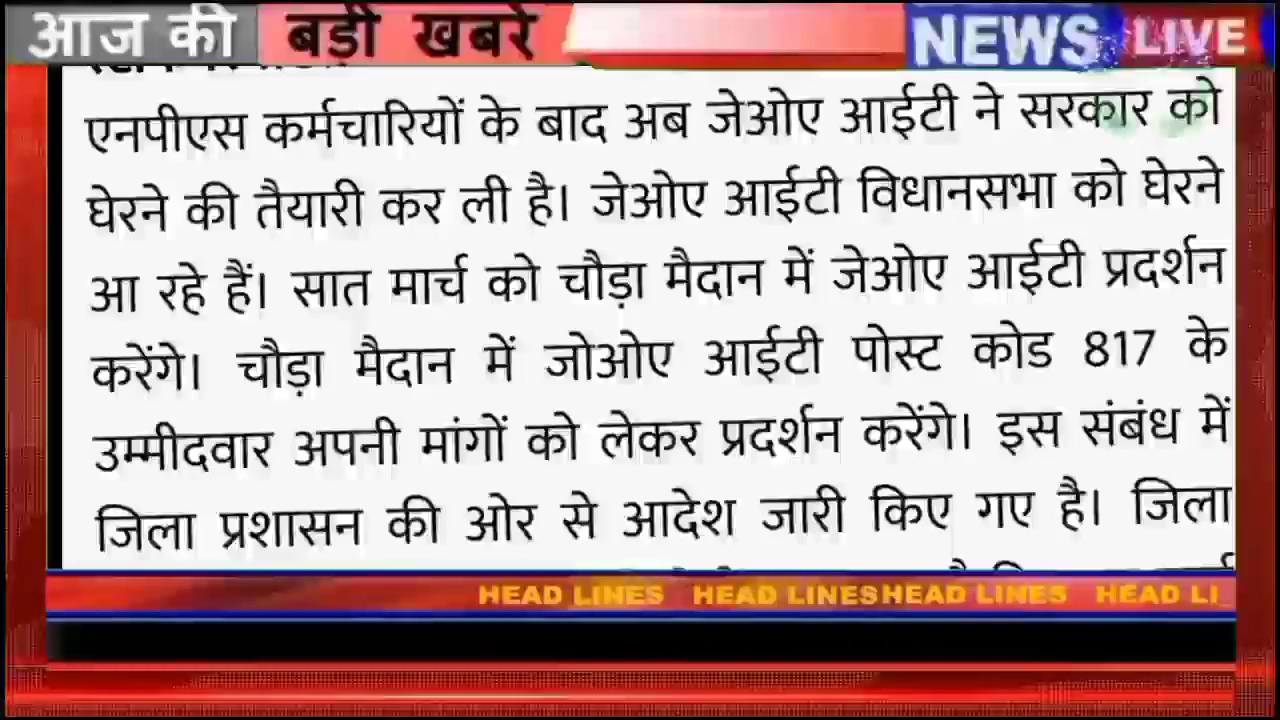 आज की बडी खबरे NEWS LIVE
एनपीएस कर्मचारियों के बाद अब जेओए आईटी ने सरकार को
घेरने की तैयारी कर ली है। जेओए आईटी विधानसभा को घेरने
आ रहे हैं। सात मार्च को चौड़ा मैदान में जेओए आईटी प्रदर्शन
करेंगे। चौड़ा मैदान में जोओए आईटी पोस्ट कोड 817 के
उम्मीदवार अपनी मांगों को लेकर प्रदर्शन करेंगे। इस संबंध में
जिला प्रशासन की ओर से आदेश जारी किए गए है। जिला
HEAD LINES HEAD LINES HEAD LINES HEAD LI